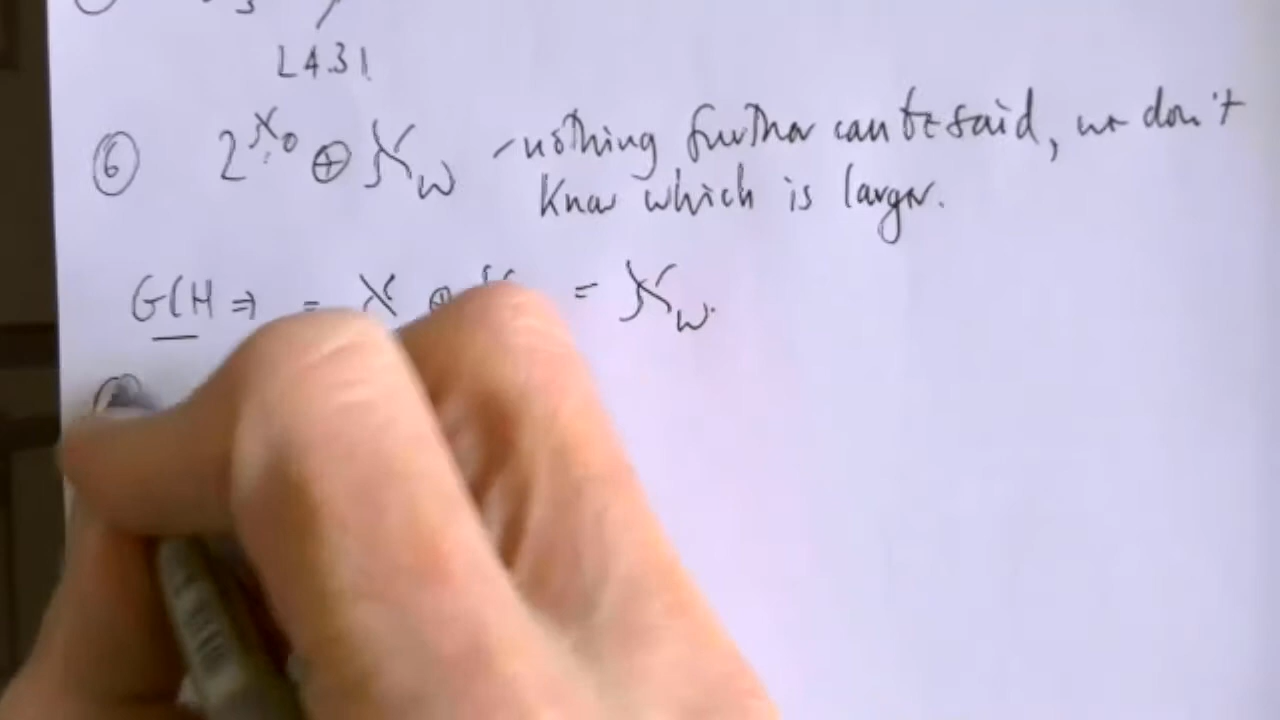 L4.31.
⑥ 2^ℵ₀ ⊕ ℵ_ω - nothing further can be said, we don't
know which is larger.
GCH ⇒ = ℵ ⊕ = ℵ_ω.